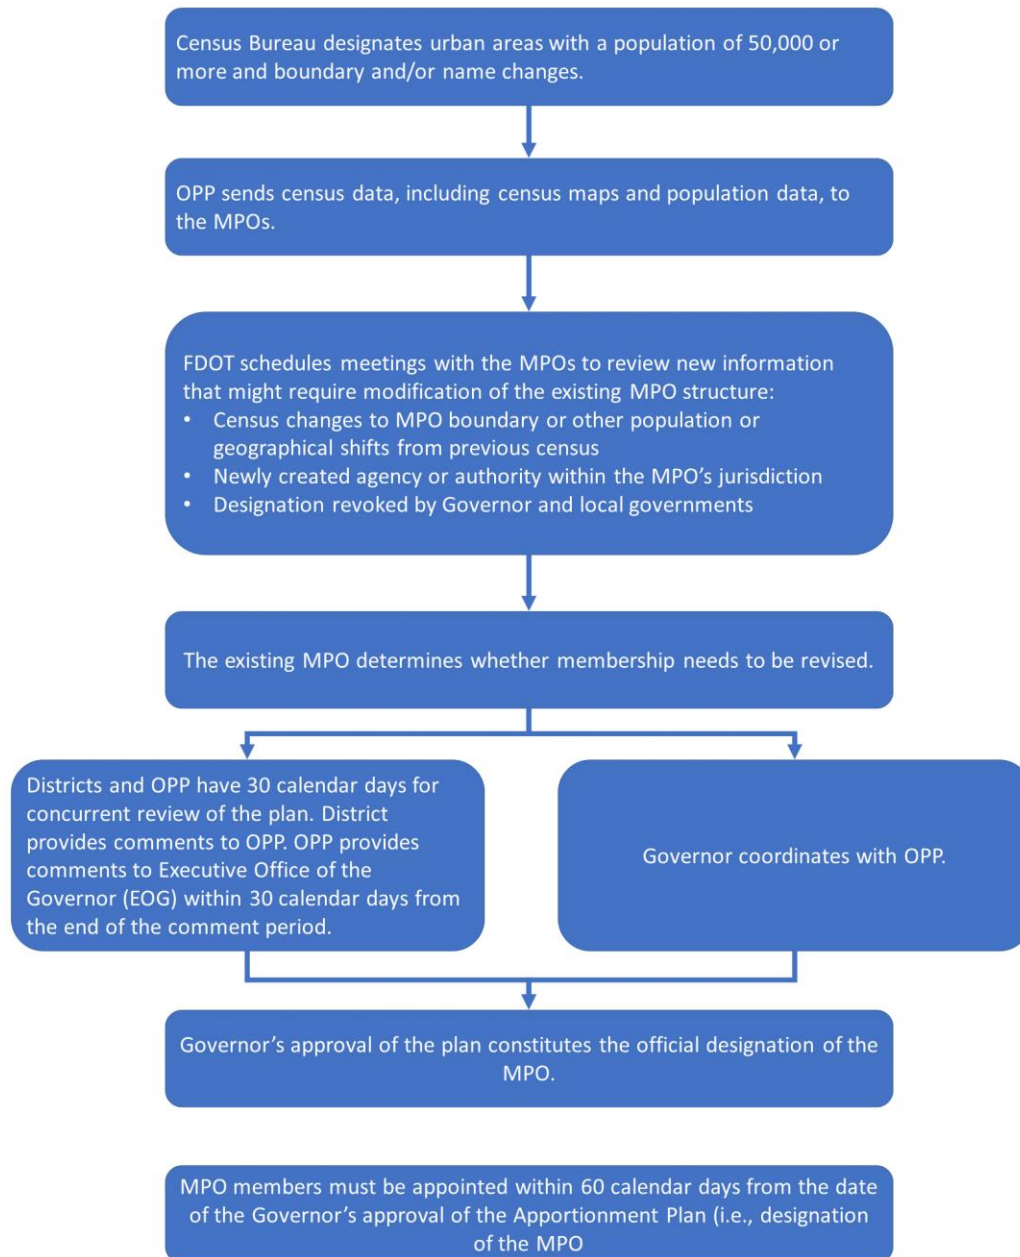 Census Bureau designates urban areas with a population of 50,000 or
more and boundary and/or name changes.
OPP sends census data, including census maps and population data, to
the MPOs.
FDOT schedules meetings with the MPOs to review new information
that might require modification of the existing MPO structure:
• Census changes to MPO boundary or other population or
geographical shifts from previous census
• Newly created agency or authority within the MPO's jurisdiction
• Designation revoked by Governor and local governments
The existing MPO determines whether membership needs to be revised.
Districts and OPP have 30 calendar days for
concurrent review of the plan. District
provides comments to OPP. OPP provides
comments to Executive Office of the
Governor (EOG) within 30 calendar days from
the end of the comment period.
Governor coordinates with OPP.
Governor's approval of the plan constitutes the official designation of the
MPO.
MPO members must be appointed within 60 calendar days from the date
of the Governor's approval of the Apportionment Plan (i.e., designation
of the MPO